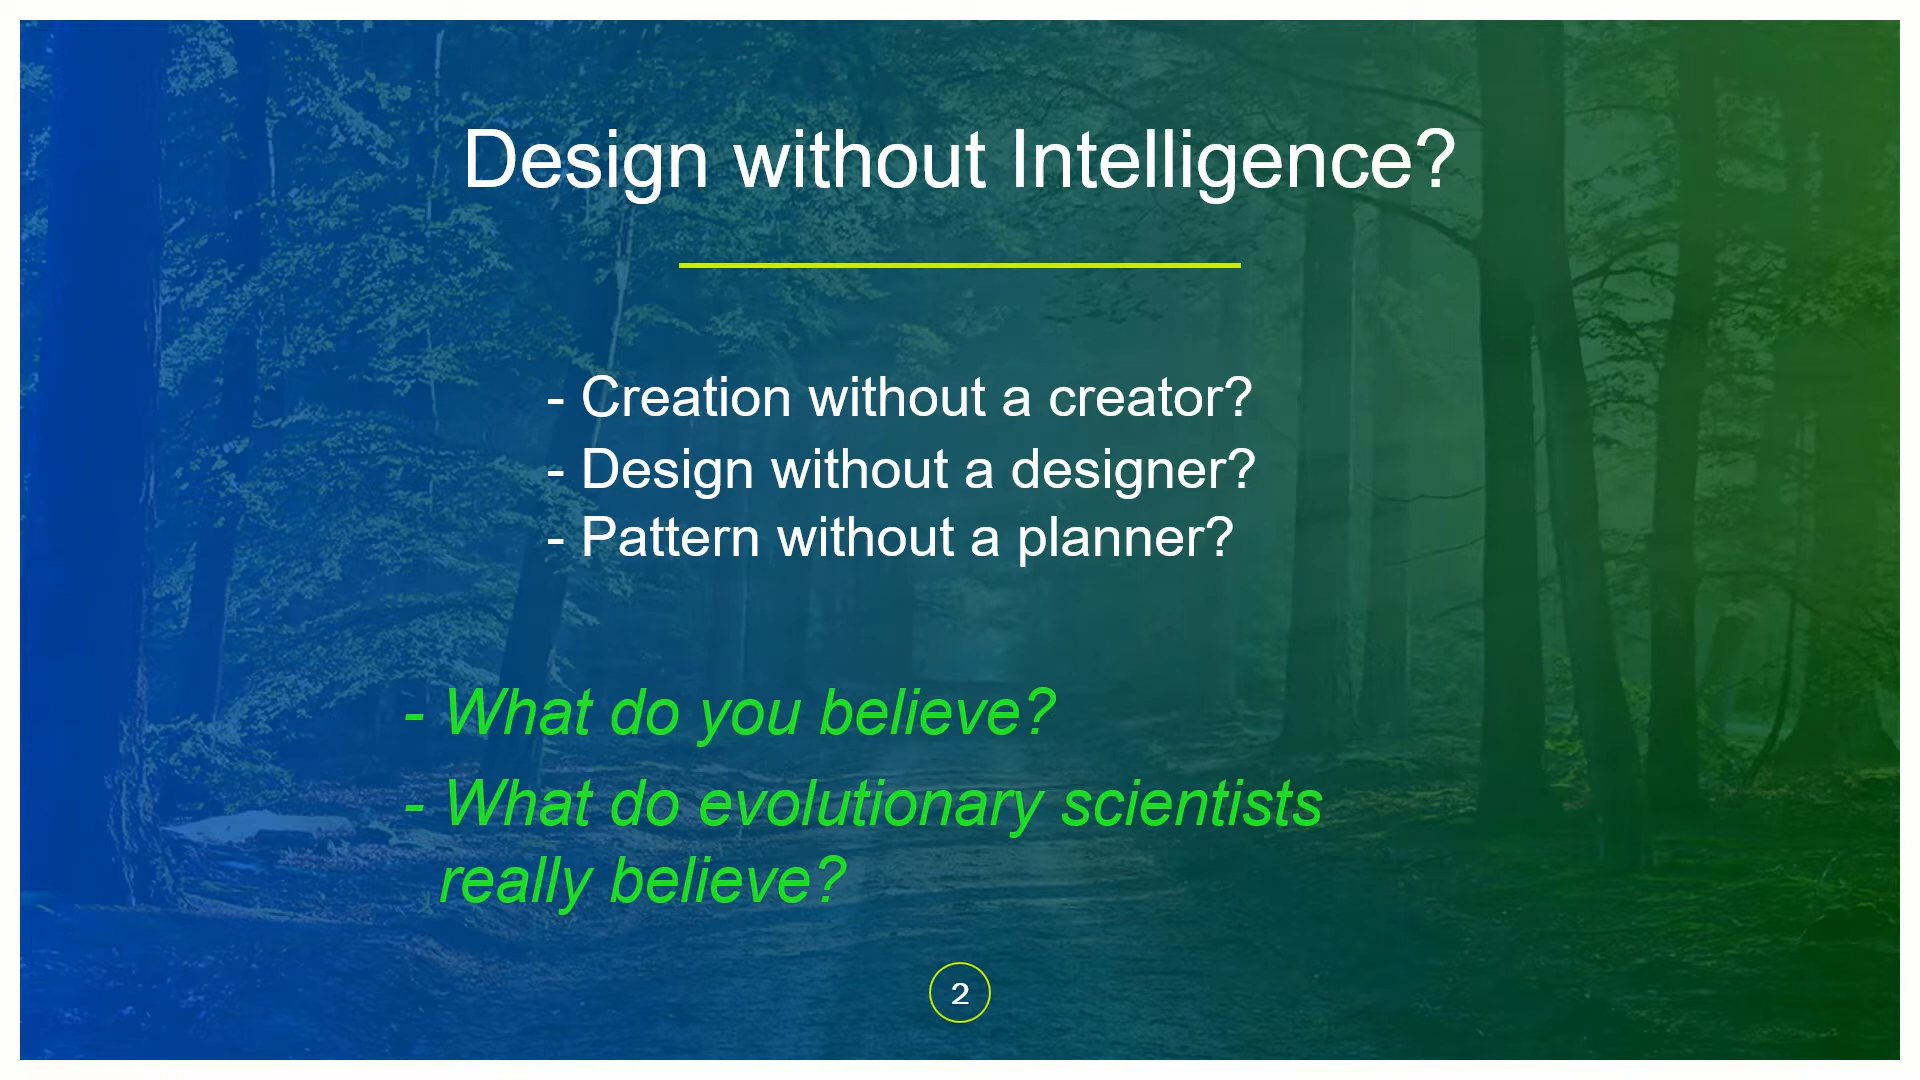 Design without Intelligence?
- Creation without a creator?
- Design without a designer?
- Pattern without a planner?
- What do you believe?
- What do evolutionary scientists
really believe?
2